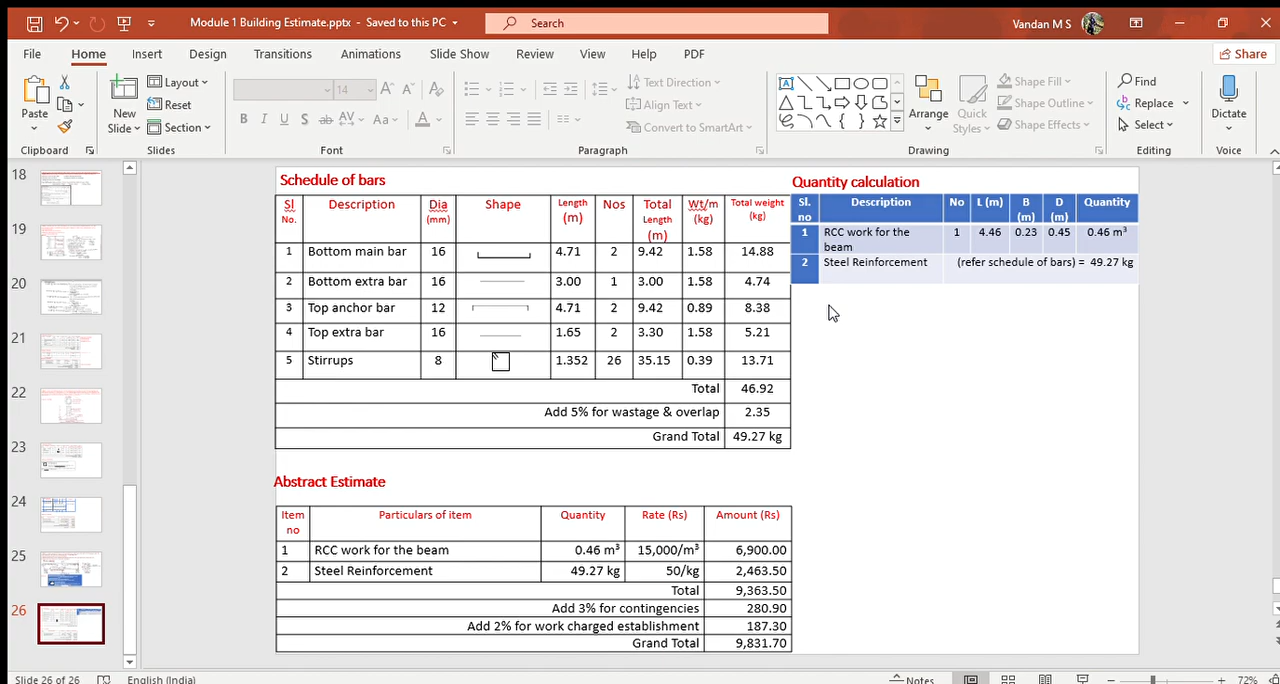 Module 1 Building Estimate.pptx - Saved to this PC
Search
Vandan M S
File Home Insert Design Transitions Animations Slide Show Review View Help PDF
Share
Paste
New Slide
Layout
Reset
Section
14
B I U S ab AV Aa A
Text Direction
Align Text
Convert to SmartArt
Arrange
Quick Styles
Shape Fill
Shape Outline
Shape Effects
Find
Replace
Select
Dictate
Clipboard Slides Font Paragraph Drawing Editing Voice
18
19
20
21
22
23
24
25
26
Schedule of bars
Sl No. Description Dia (mm) Shape Length (m) Nos Total Length (m) Wt/m (kg) Total weight (kg)
1 Bottom main bar 16 4.71 2 9.42 1.58 14.88
2 Bottom extra bar 16 3.00 1 3.00 1.58 4.74
3 Top anchor bar 12 4.71 2 9.42 0.89 8.38
4 Top extra bar 16 1.65 2 3.30 1.58 5.21
5 Stirrups 8 1.352 26 35.15 0.39 13.71
Total 46.92
Add 5% for wastage & overlap 2.35
Grand Total 49.27 kg
Quantity calculation
Sl. no Description No L (m) B (m) D (m) Quantity
1 RCC work for the beam 1 4.46 0.23 0.45 0.46 m³
2 Steel Reinforcement (refer schedule of bars) = 49.27 kg
Abstract Estimate
Item no Particulars of item Quantity Rate (Rs) Amount (Rs)
1 RCC work for the beam 0.46 m³ 15,000/m³ 6,900.00
2 Steel Reinforcement 49.27 kg 50/kg 2,463.50
Total 9,363.50
Add 3% for contingencies 280.90
Add 2% for work charged establishment 187.30
Grand Total 9,831.70
Slide 26 of 26 English (India) Notes 72%